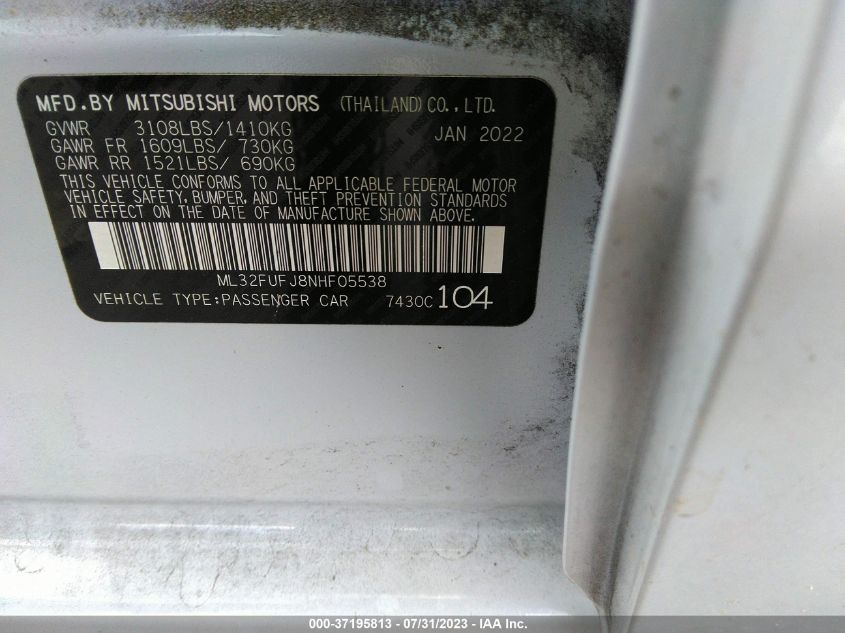 MFD.BY MITSUBISHI MOTORS (THAILAND) CO.,LTD.
GVWR 3108LBS/1410KG JAN 2022
GAWR FR 1609LBS/ 730KG
GAWR RR 1521LBS/ 690KG
THIS VEHICLE CONFORMS TO ALL APPLICABLE FEDERAL MOTOR
VEHICLE SAFETY, BUMPER, AND THEFT PREVENTION STANDARDS
IN EFFECT ON THE DATE OF MANUFACTURE SHOWN ABOVE.
ML32FUFJ8NHF05538
VEHICLE TYPE:PASSENGER CAR 7430C 104
000-37195813 - 07/31/2023 - IAA Inc.